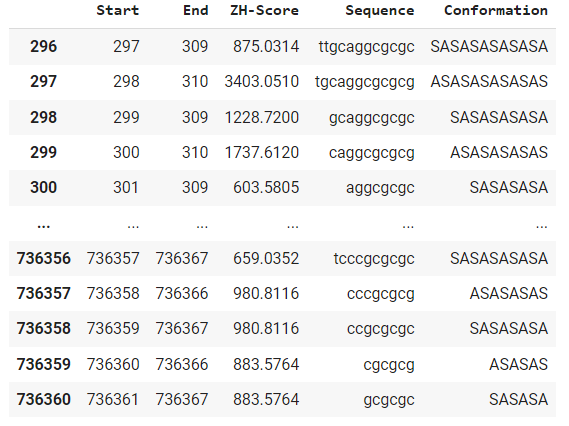 Start End ZH-Score Sequence Conformation
296 297 309 875.0314 ttgcaggcgcgc SASASASASASA
297 298 310 3403.0510 tgcaggcgcgcg ASASASASASAS
298 299 309 1228.7200 gcaggcgcgc SASASASASA
299 300 310 1737.6120 caggcgcgcg ASASASASAS
300 301 309 603.5805 aggcgcgc SASASASA
... ... ... ... ... ...
736356 736357 736367 659.0352 tcccgcgcgc SASASASASA
736357 736358 736366 980.8116 cccgcgcg ASASASAS
736358 736359 736367 980.8116 ccgcgcgc SASASASA
736359 736360 736366 883.5764 cgcgcg ASASAS
736360 736361 736367 883.5764 gcgcgc SASASA